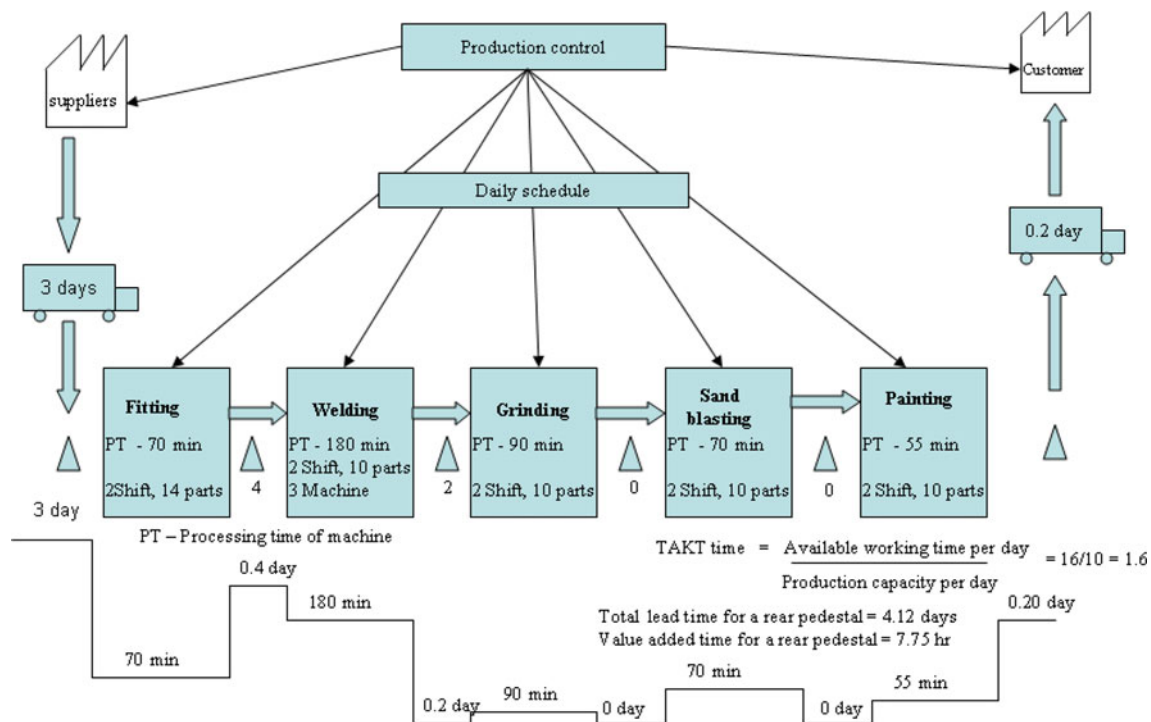 Production control
suppliers
Customer
Daily schedule
3 days
0.2 day
Fitting
PT - 70 min
2Shift, 14 parts
Welding
PT - 180 min
2 Shift, 10 parts
3 Machine
Grinding
PT - 90 min
2 Shift, 10 parts
Sand
blasting
PT - 70 min
2 Shift, 10 parts
Painting
PT - 55 min
2 Shift, 10 parts
4
2
0
0
3 day
PT – Processing time of machine
TAKT time = Available working time per day
Production capacity per day
= 16/10 = 1.6
0.4 day
180 min
Total lead time for a rear pedestal = 4.12 days
Value added time for a rear pedestal = 7.75 hr
0.20 day
70 min
0.2 day
90 min
0 day
70 min
0 day
55 min